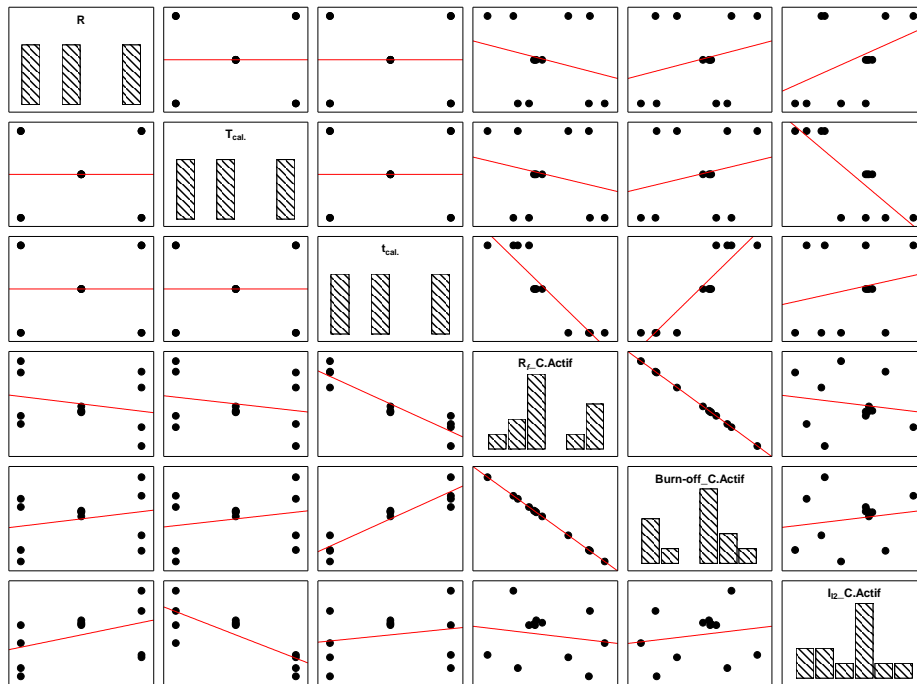 R
Tcal.
tcal.
Rf_C.Actif
Burn-off_C.Actif
II2_C.Actif